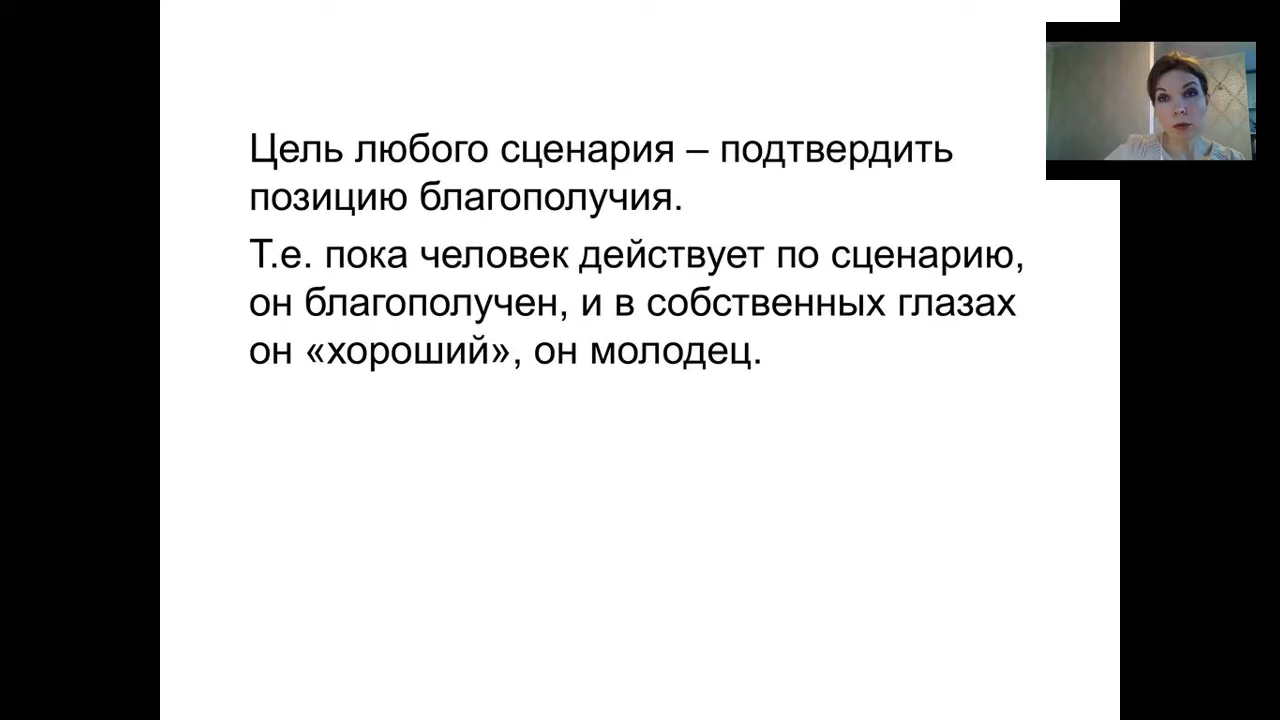 Цель любого сценария – подтвердить
позицию благополучия.
Т.е. пока человек действует по сценарию,
он благополучен, и в собственных глазах
он «хороший», он молодец.